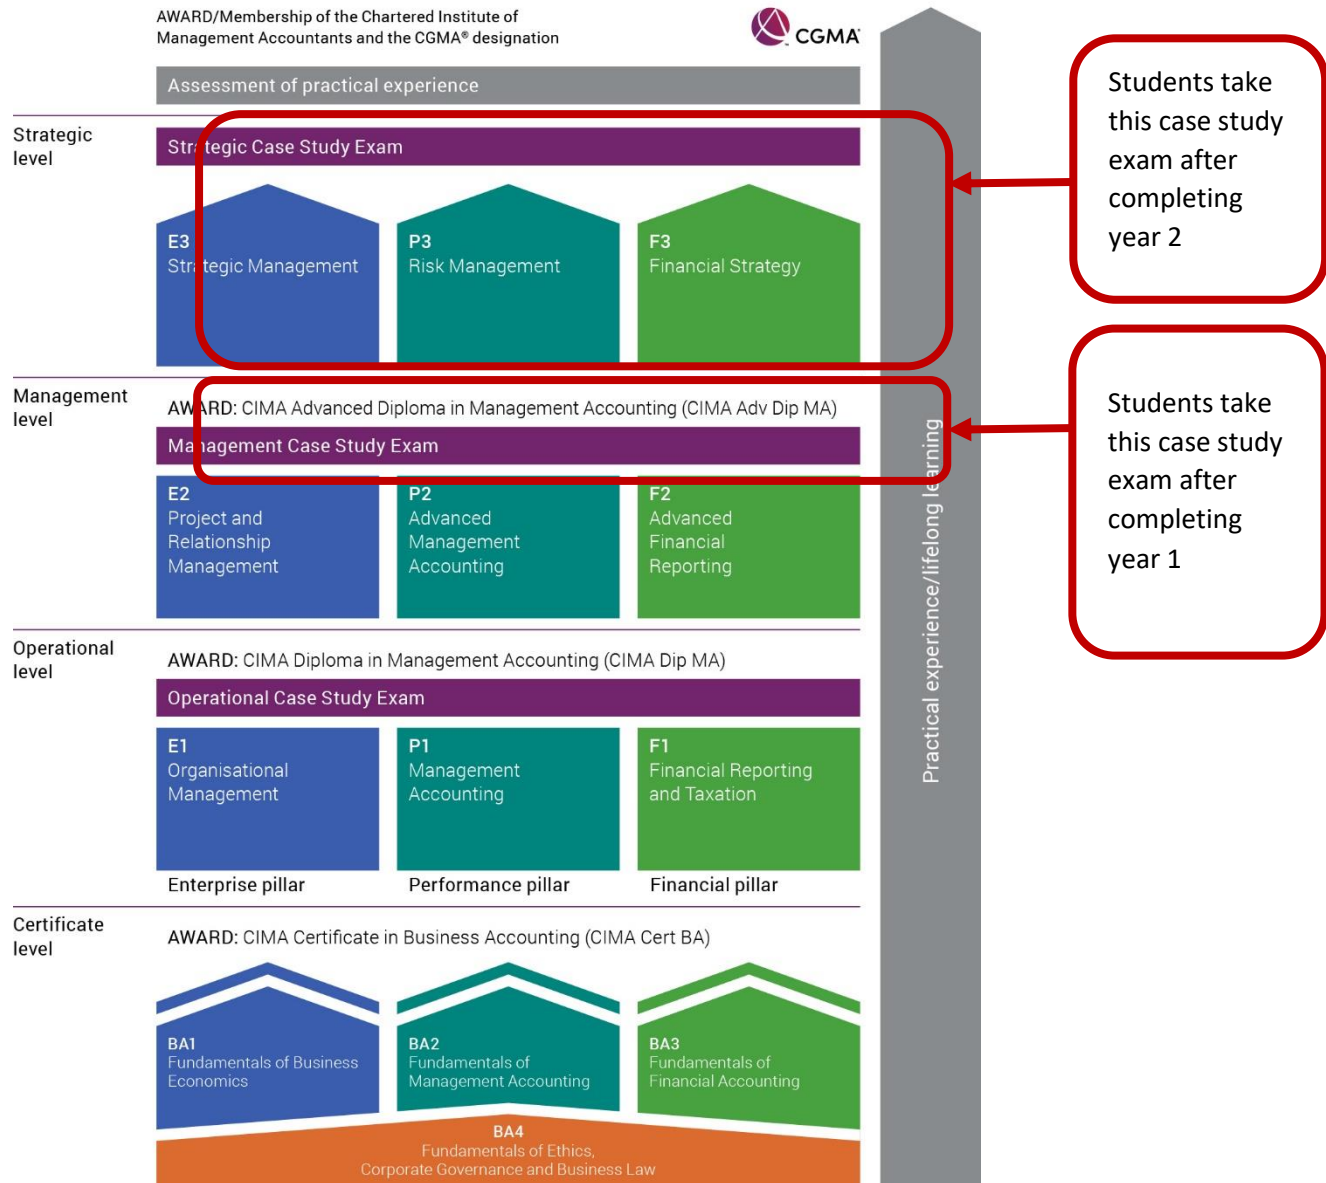 AWARD/Membership of the Chartered Institute of
Management Accountants and the CGMA® designation
CGMA
Assessment of practical experience
Strategic
level
Strategic Case Study Exam
E3
Strategic Management
P3
Risk Management
F3
Financial Strategy
Students take
this case study
exam after
completing
year 2
Management
level
AWARD: CIMA Advanced Diploma in Management Accounting (CIMA Adv Dip MA)
Management Case Study Exam
E2
Project and
Relationship
Management
P2
Advanced
Management
Accounting
F2
Advanced
Financial
Reporting
Students take
this case study
exam after
completing
year 1
Practical experience/lifelong learning
Operational
level
AWARD: CIMA Diploma in Management Accounting (CIMA Dip MA)
Operational Case Study Exam
E1
Organisational
Management
P1
Management
Accounting
F1
Financial Reporting
and Taxation
Enterprise pillar
Performance pillar
Financial pillar
Certificate
level
AWARD: CIMA Certificate in Business Accounting (CIMA Cert BA)
BA1
Fundamentals of Business
Economics
BA2
Fundamentals of
Management Accounting
BA3
Fundamentals of
Financial Accounting
BA4
Fundamentals of Ethics,
Corporate Governance and Business Law